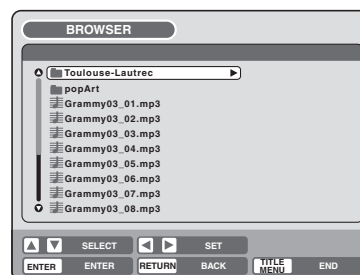 BROWSER
Toulouse-Lautrec
popArt
Grammy03_01.mp3
Grammy03_02.mp3
Grammy03_03.mp3
Grammy03_04.mp3
Grammy03_05.mp3
Grammy03_06.mp3
Grammy03_07.mp3
Grammy03_08.mp3
SELECT SET
ENTER ENTER RETURN BACK TITLE MENU END